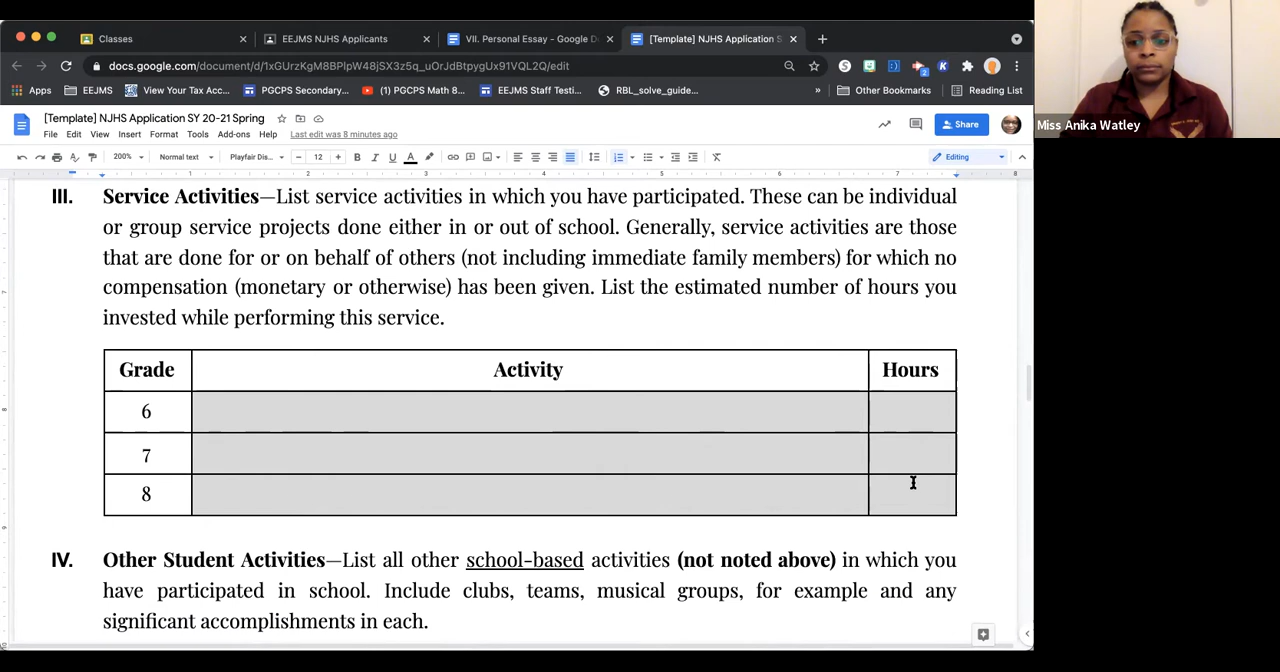 Classes
EEJMS NJHS Applicants
VII. Personal Essay - Google D
[Template] NJHS Application S
docs.google.com/document/d/1xGUrzKgM8BPlpW48jSX3z5q_uOrJdBtpygUx91VQL2Q/edit
Apps
EEJMS
View Your Tax Acc...
PGCPS Secondary...
PGCPS Math 8...
EEJMS Staff Testi...
RBL_solve_guide...
»
Other Bookmarks
Reading List
Miss Anika Watley
[Template] NJHS Application SY 20-21 Spring
File Edit View Insert Format Tools Add-ons Help Last edit was 8 minutes ago
Share
200% Normal text Playfair Dis... 12 B I U A Editing
1 2 3 4 5 6 7 8
III. Service Activities—List service activities in which you have participated. These can be individual
or group service projects done either in or out of school. Generally, service activities are those
that are done for or on behalf of others (not including immediate family members) for which no
compensation (monetary or otherwise) has been given. List the estimated number of hours you
invested while performing this service.
Grade Activity Hours
6
7
8
IV. Other Student Activities—List all other school-based activities (not noted above) in which you
have participated in school. Include clubs, teams, musical groups, for example and any
significant accomplishments in each.